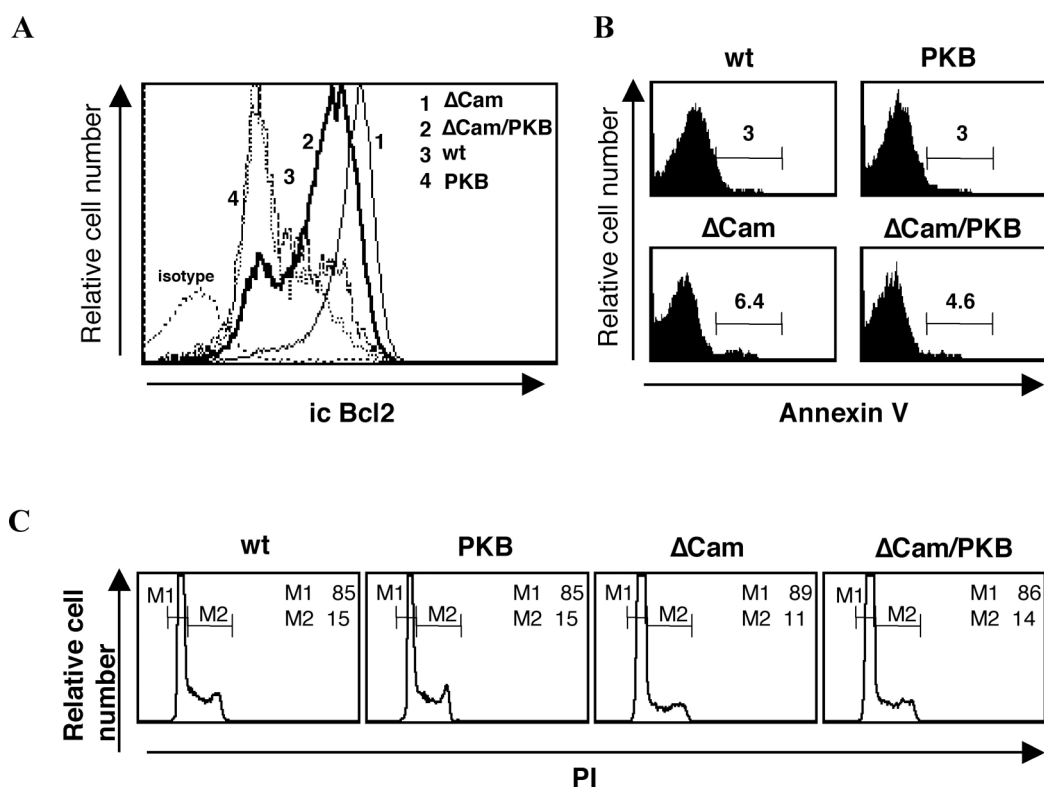 A
Relative cell number
isotype
4
3
2
1
1 ΔCam
2 ΔCam/PKB
3 wt
4 PKB
ic Bcl2
B
Relative cell number
wt
3
PKB
3
ΔCam
6.4
ΔCam/PKB
4.6
Annexin V
C
Relative cell
number
wt
M1
M2
M1 85
M2 15
PKB
M1
M2
M1 85
M2 15
ΔCam
M1
M2
M1 89
M2 11
ΔCam/PKB
M1
M2
M1 86
M2 14
PI